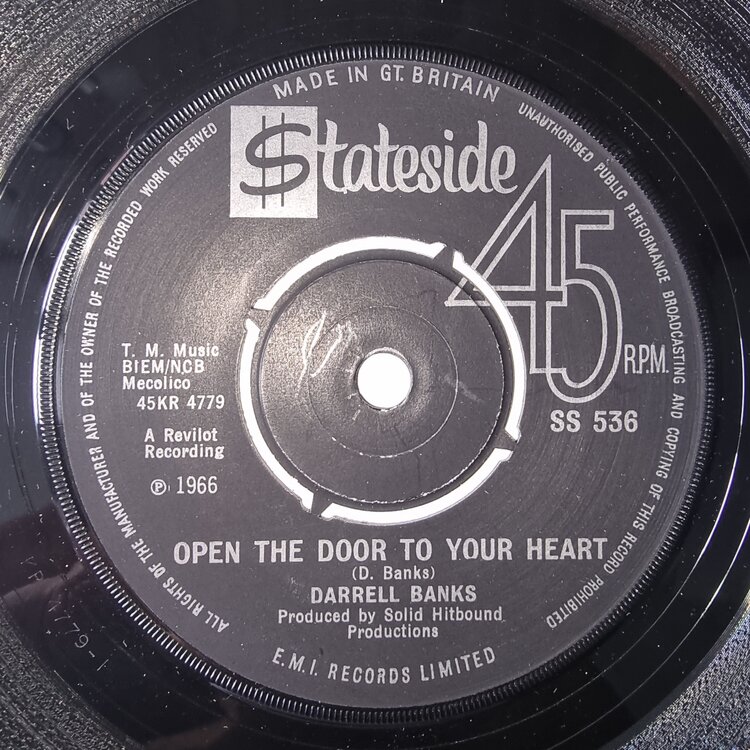 MADE IN GT. BRITAIN
UNAUTHORISED PUBLIC PERFORMANCE BROADCASTING AND COPYING OF THIS RECORD PROHIBITED
ALL RIGHTS OF THE MANUFACTURER AND OF THE OWNER OF THE RECORDED WORK RESERVED
$tateside
45
R.P.M.
SS 536
T. M. Music
BIEM/NCB
Mecolico
45KR 4779
A Revilot
Recording
℗ 1966
OPEN THE DOOR TO YOUR HEART
(D. Banks)
DARRELL BANKS
Produced by Solid Hitbound
Productions
E.M.I. RECORDS LIMITED